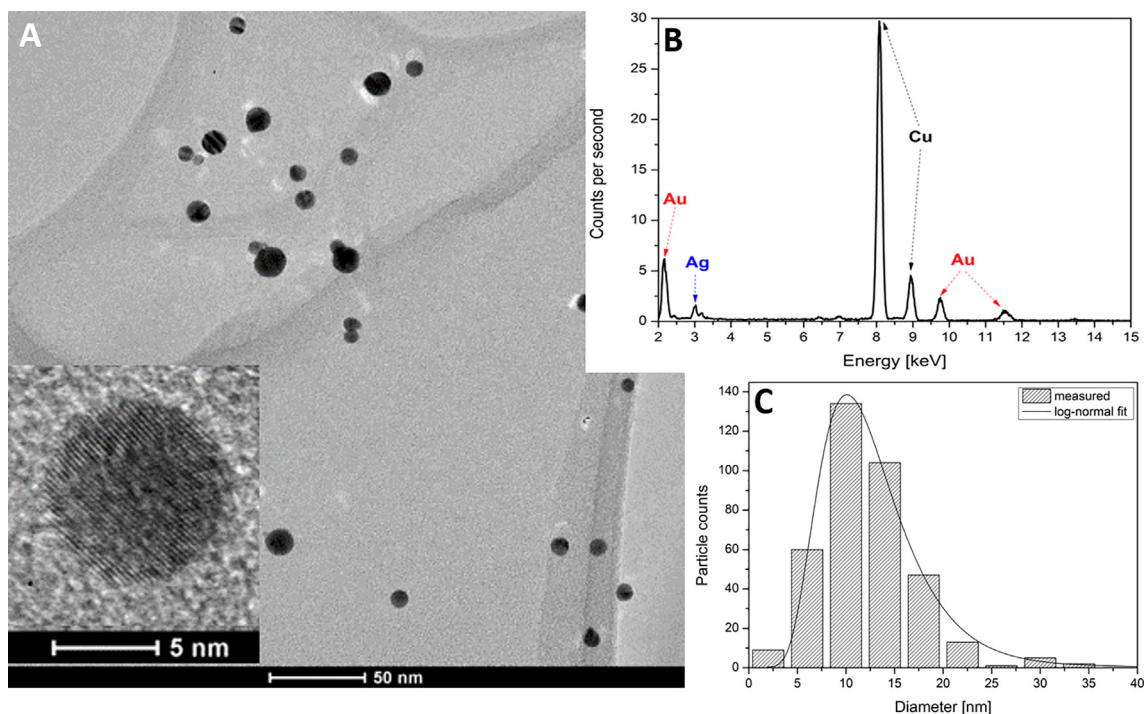 A
5 nm
50 nm
B
30
25
20
15
10
5
0
Counts per second
Au
Ag
Cu
Au
2 3 4 5 6 7 8 9 10 11 12 13 14 15
Energy [keV]
C
measured
log-normal fit
140
120
100
80
60
40
20
0
Particle counts
0 5 10 15 20 25 30 35 40
Diameter [nm]